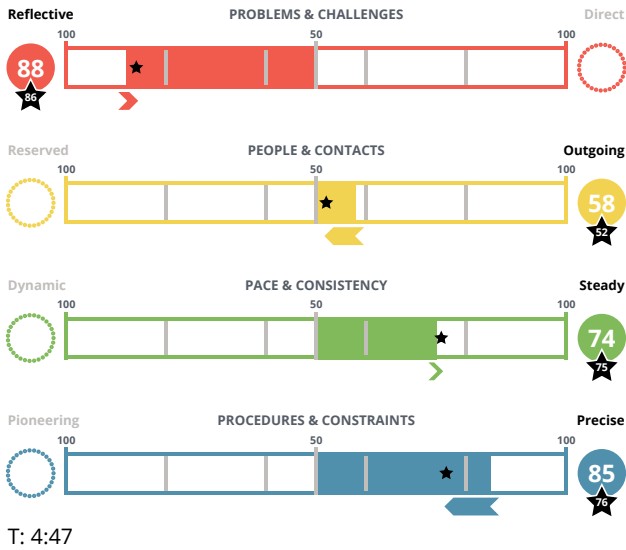 Reflective PROBLEMS & CHALLENGES Direct
100 50 100
88
86
Reserved PEOPLE & CONTACTS Outgoing
100 50 100
58
52
Dynamic PACE & CONSISTENCY Steady
100 50 100
74
75
Pioneering PROCEDURES & CONSTRAINTS Precise
100 50 100
85
76
T: 4:47